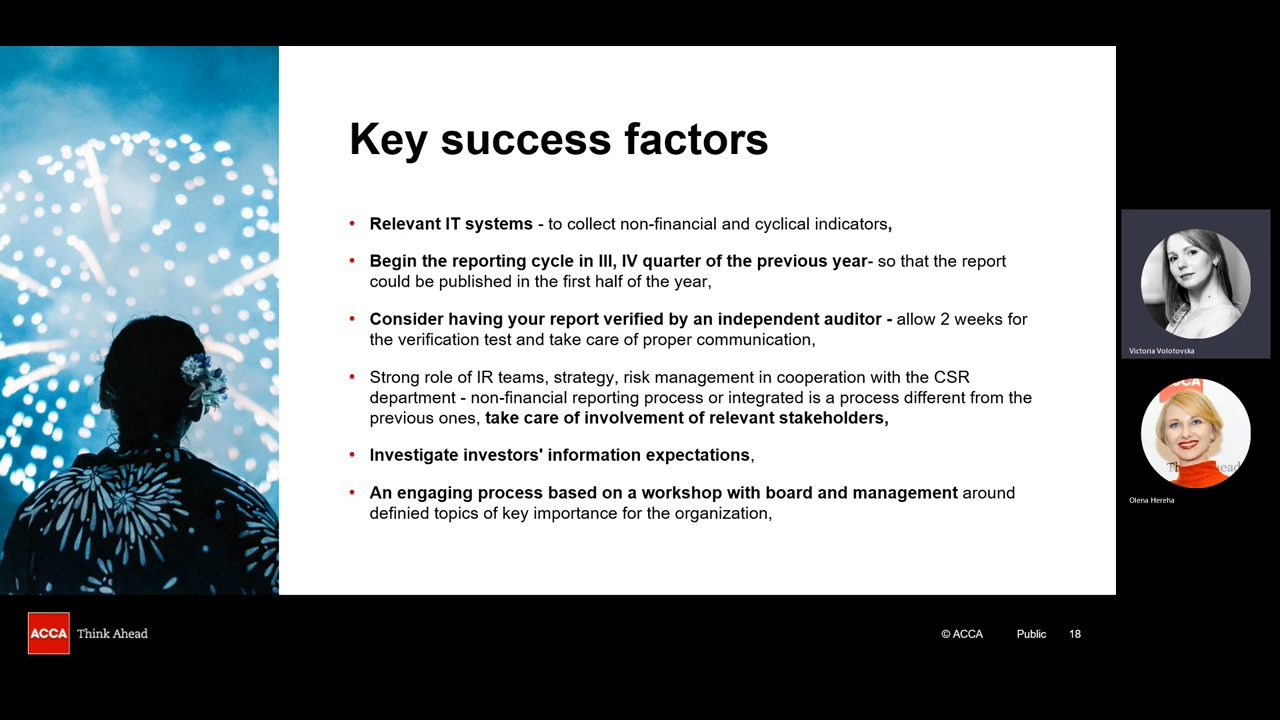 Key success factors
• Relevant IT systems - to collect non-financial and cyclical indicators,
• Begin the reporting cycle in III, IV quarter of the previous year- so that the report
could be published in the first half of the year,
• Consider having your report verified by an independent auditor - allow 2 weeks for
the verification test and take care of proper communication,
• Strong role of IR teams, strategy, risk management in cooperation with the CSR
department - non-financial reporting process or integrated is a process different from the
previous ones, take care of involvement of relevant stakeholders,
• Investigate investors' information expectations,
• An engaging process based on a workshop with board and management around
definied topics of key importance for the organization,
Victoria Volotovska
Olena Hereha
ACCA Think Ahead
© ACCA Public 18